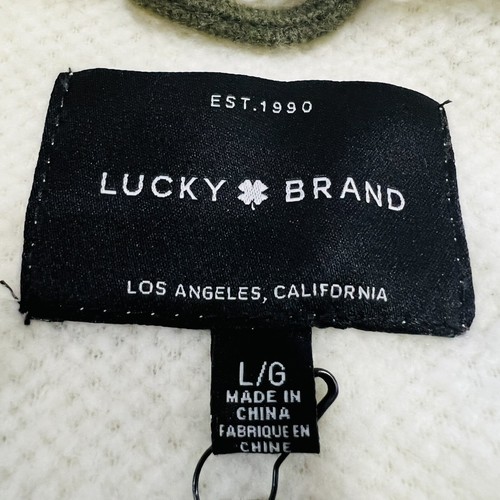 EST.1990
LUCKY BRAND
LOS ANGELES, CALIFORNIA
L/G
MADE IN
CHINA
FABRIQUE EN
CHINE